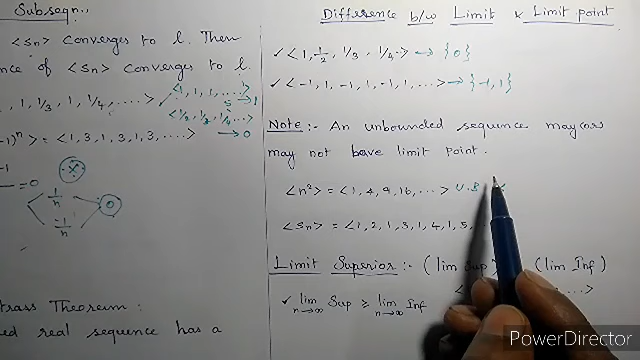 Subseqn.,
<Sn> converges to l. Then
ence of <Sn> converges to l.
1, 1, 1/3, 1, 1/4, ....>
<1, 1, 1, 1, ....>
→ 1
<1/2, 1/3, 1/4...>
→ 0
-1)^n> = <1, 3, 1, 3, 1, 3, .....>
-1
=0
1/n
-1/n
0
trass Theorem:
ed real sequence has a
Difference b/w Limit & Limit point
✓ <1, 1/2, 1/3, 1/4 ->  → {0}
✓ <-1, 1, -1, 1, -1, 1, ....> → {-1, 1}
Note:- An unbounded sequence may(or)
may not have limit point.
<n²> = <1, 4, 9, 16, ...> U.B
<Sn> = <1, 2, 1, 3, 1, 4, 1, 5,
Limit Superior:- (lim Sup) (lim Inf)
✓ lim n→∞ Sup ≥ lim n→∞ Inf
PowerDirector